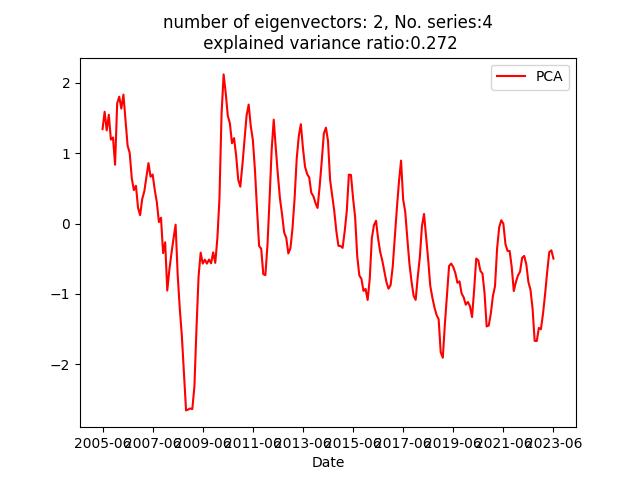 number of eigenvectors: 2, No. series:4
explained variance ratio:0.272
PCA
2
1
0
−1
−2
2005-06 2007-06 2009-06 2011-06 2013-06 2015-06 2017-06 2019-06 2021-06 2023-06
Date